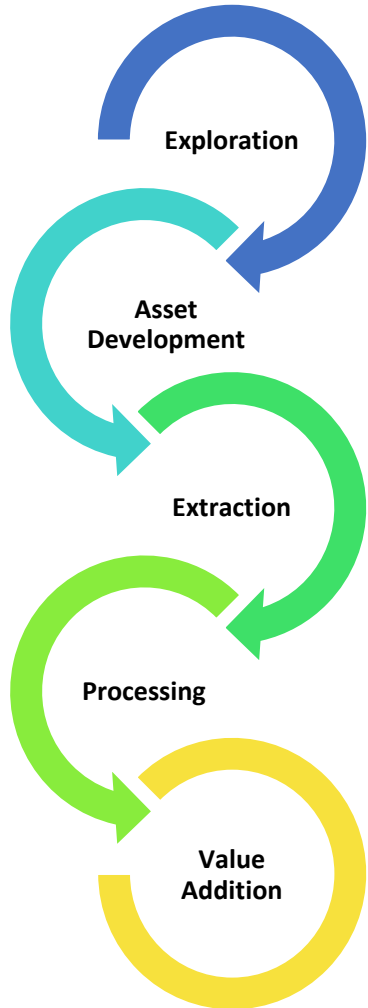 Exploration
Asset
Development
Extraction
Processing
Value
Addition